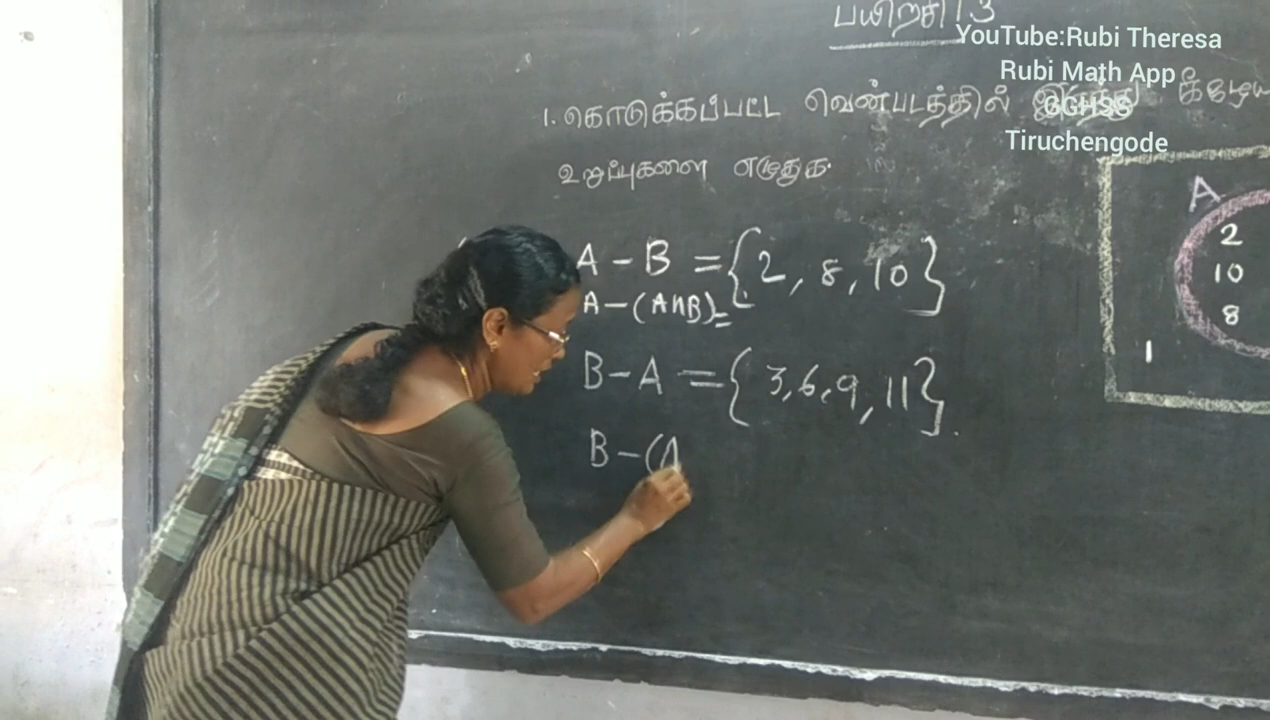 பயிற்சி 1.3
YouTube:Rubi Theresa
Rubi Math App
GGHSS
Tiruchengode
1. கொடுக்கப்பட்ட வென்படத்தில் இருந்து
உறுப்புகளை எழுதுக.
A - B = {2, 8, 10}
A - (A∩B) =
B - A = {3, 6, 9, 11}.
B - (A
A
2
10
8
1